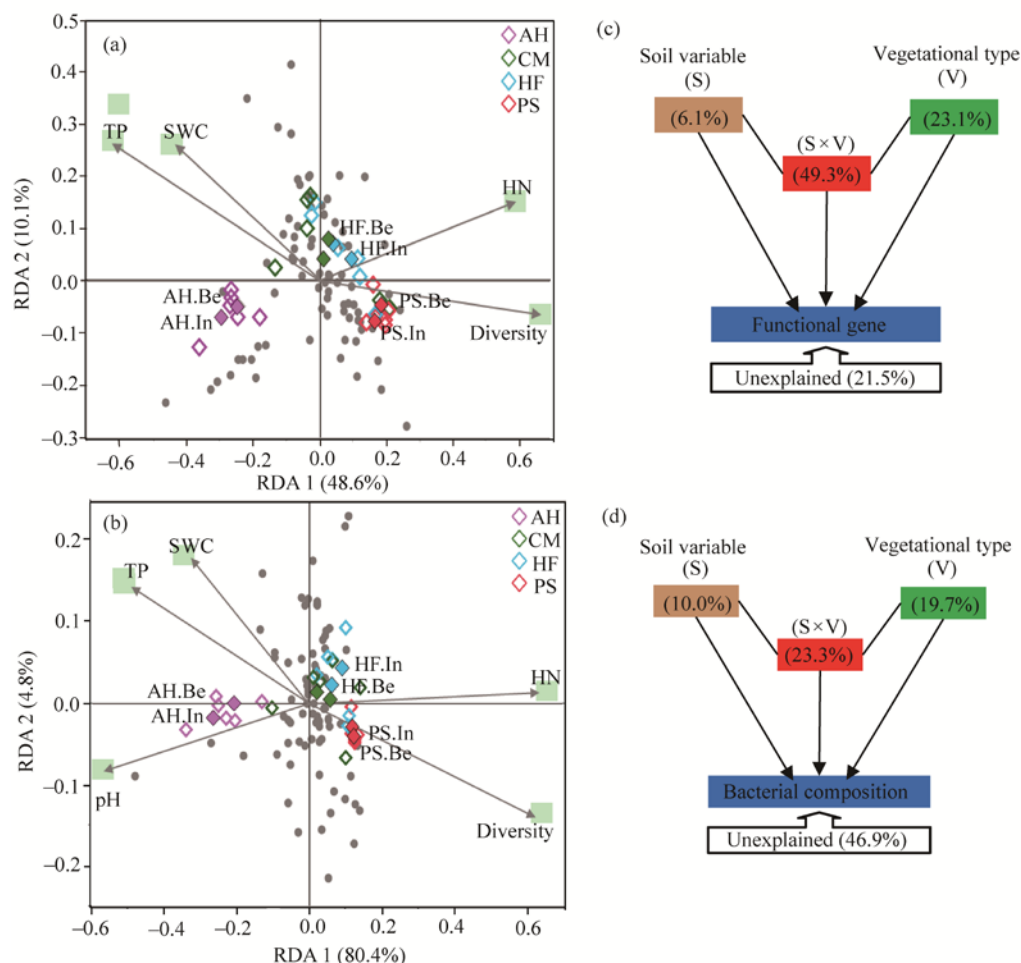 (a)
AH
CM
HF
PS
0.5
0.4
0.3
0.2
0.1
0.0
–0.1
–0.2
–0.3
RDA 2 (10.1%)
TP
SWC
HN
HF.Be
HF.In
AH.Be
AH.In
PS.Be
PS.In
Diversity
–0.6
–0.4
–0.2
0.0
0.2
0.4
0.6
RDA 1 (48.6%)
(c)
Soil variable
(S)
Vegetational type
(V)
(6.1%)
(23.1%)
(S × V)
(49.3%)
Functional gene
Unexplained (21.5%)
(b)
AH
CM
HF
PS
0.2
0.1
0.0
–0.1
–0.2
RDA 2 (4.8%)
SWC
TP
HN
HF.In
HF.Be
AH.Be
AH.In
PS.In
PS.Be
pH
Diversity
–0.6
–0.4
–0.2
0.0
0.2
0.4
0.6
RDA 1 (80.4%)
(d)
Soil variable
(S)
Vegetational type
(V)
(10.0%)
(19.7%)
(S × V)
(23.3%)
Bacterial composition
Unexplained (46.9%)